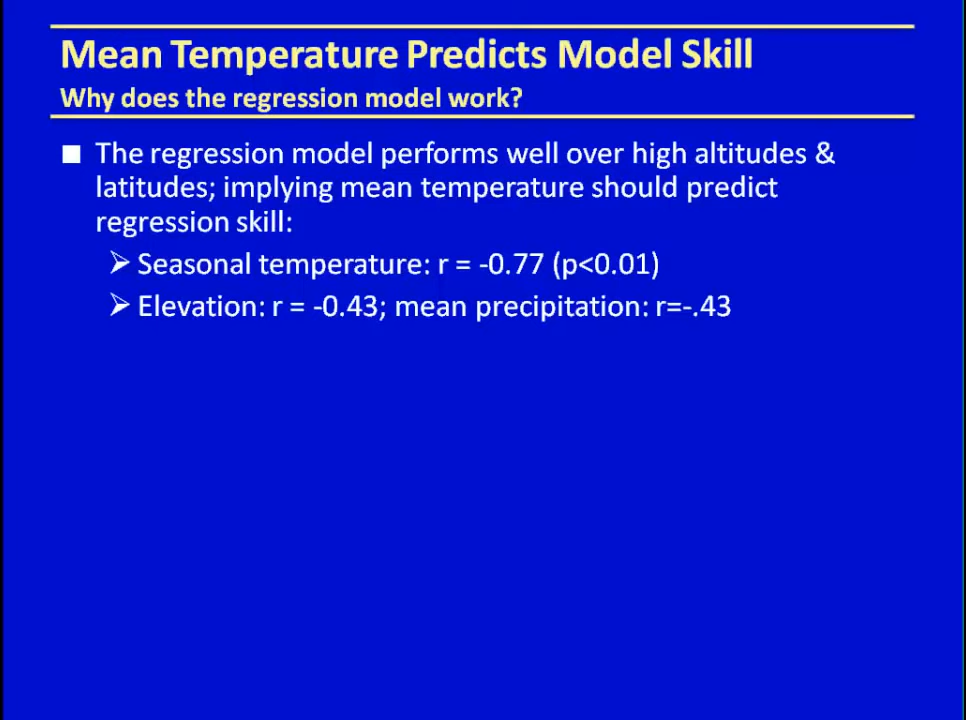 Mean Temperature Predicts Model Skill
Why does the regression model work?
The regression model performs well over high altitudes &
latitudes; implying mean temperature should predict
regression skill:
Seasonal temperature: r = -0.77 (p<0.01)
Elevation: r = -0.43; mean precipitation: r=-.43